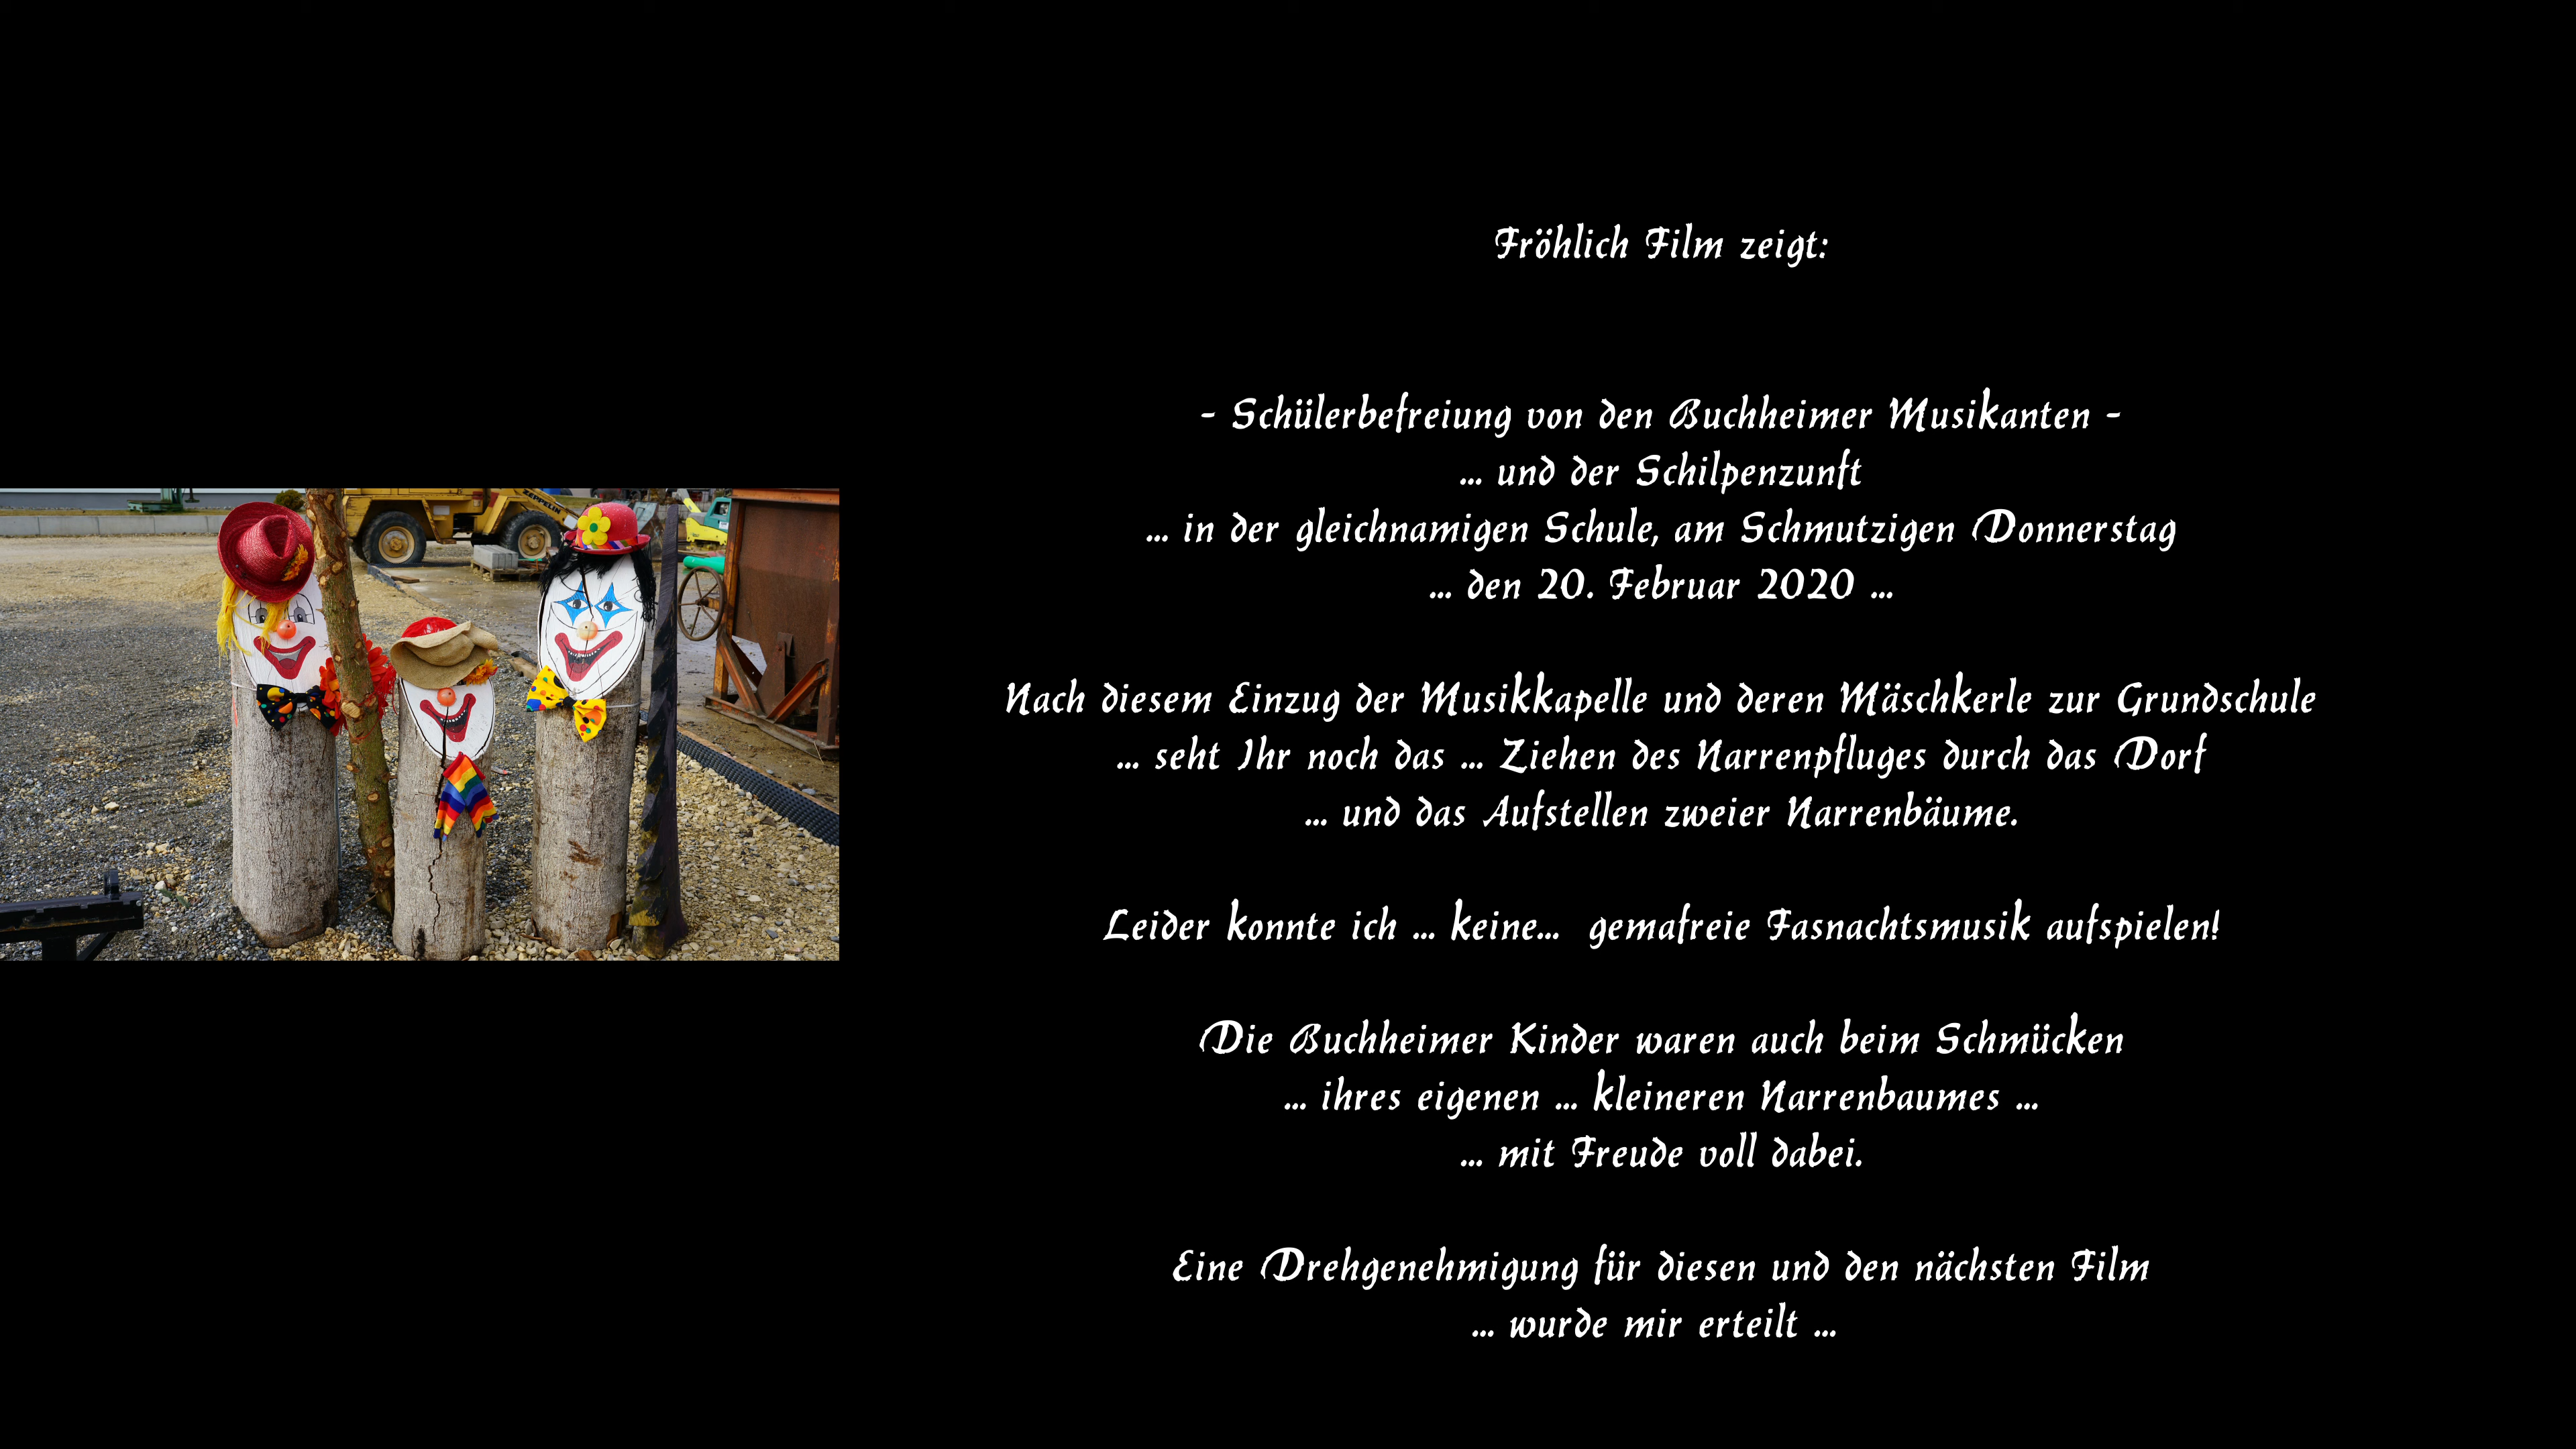 Fröhlich Film zeigt:
- Schülerbefreiung von den Buchheimer Musikanten -
... und der Schilpenzunft
... in der gleichnamigen Schule, am Schmutzigen Donnerstag
... den 20. Februar 2020 ...
Nach diesem Einzug der Musikkapelle und deren Mäschkerle zur Grundschule
... seht Ihr noch das ... Ziehen des Narrenpfluges durch das Dorf
... und das Aufstellen zweier Narrenbäume.
Leider konnte ich ... keine...  gemafreie Fasnachtsmusik aufspielen!
Die Buchheimer Kinder waren auch beim Schmücken
... ihres eigenen ... kleineren Narrenbaumes ...
... mit Freude voll dabei.
Eine Drehgenehmigung für diesen und den nächsten Film
... wurde mir erteilt ...
ZEPPELIN